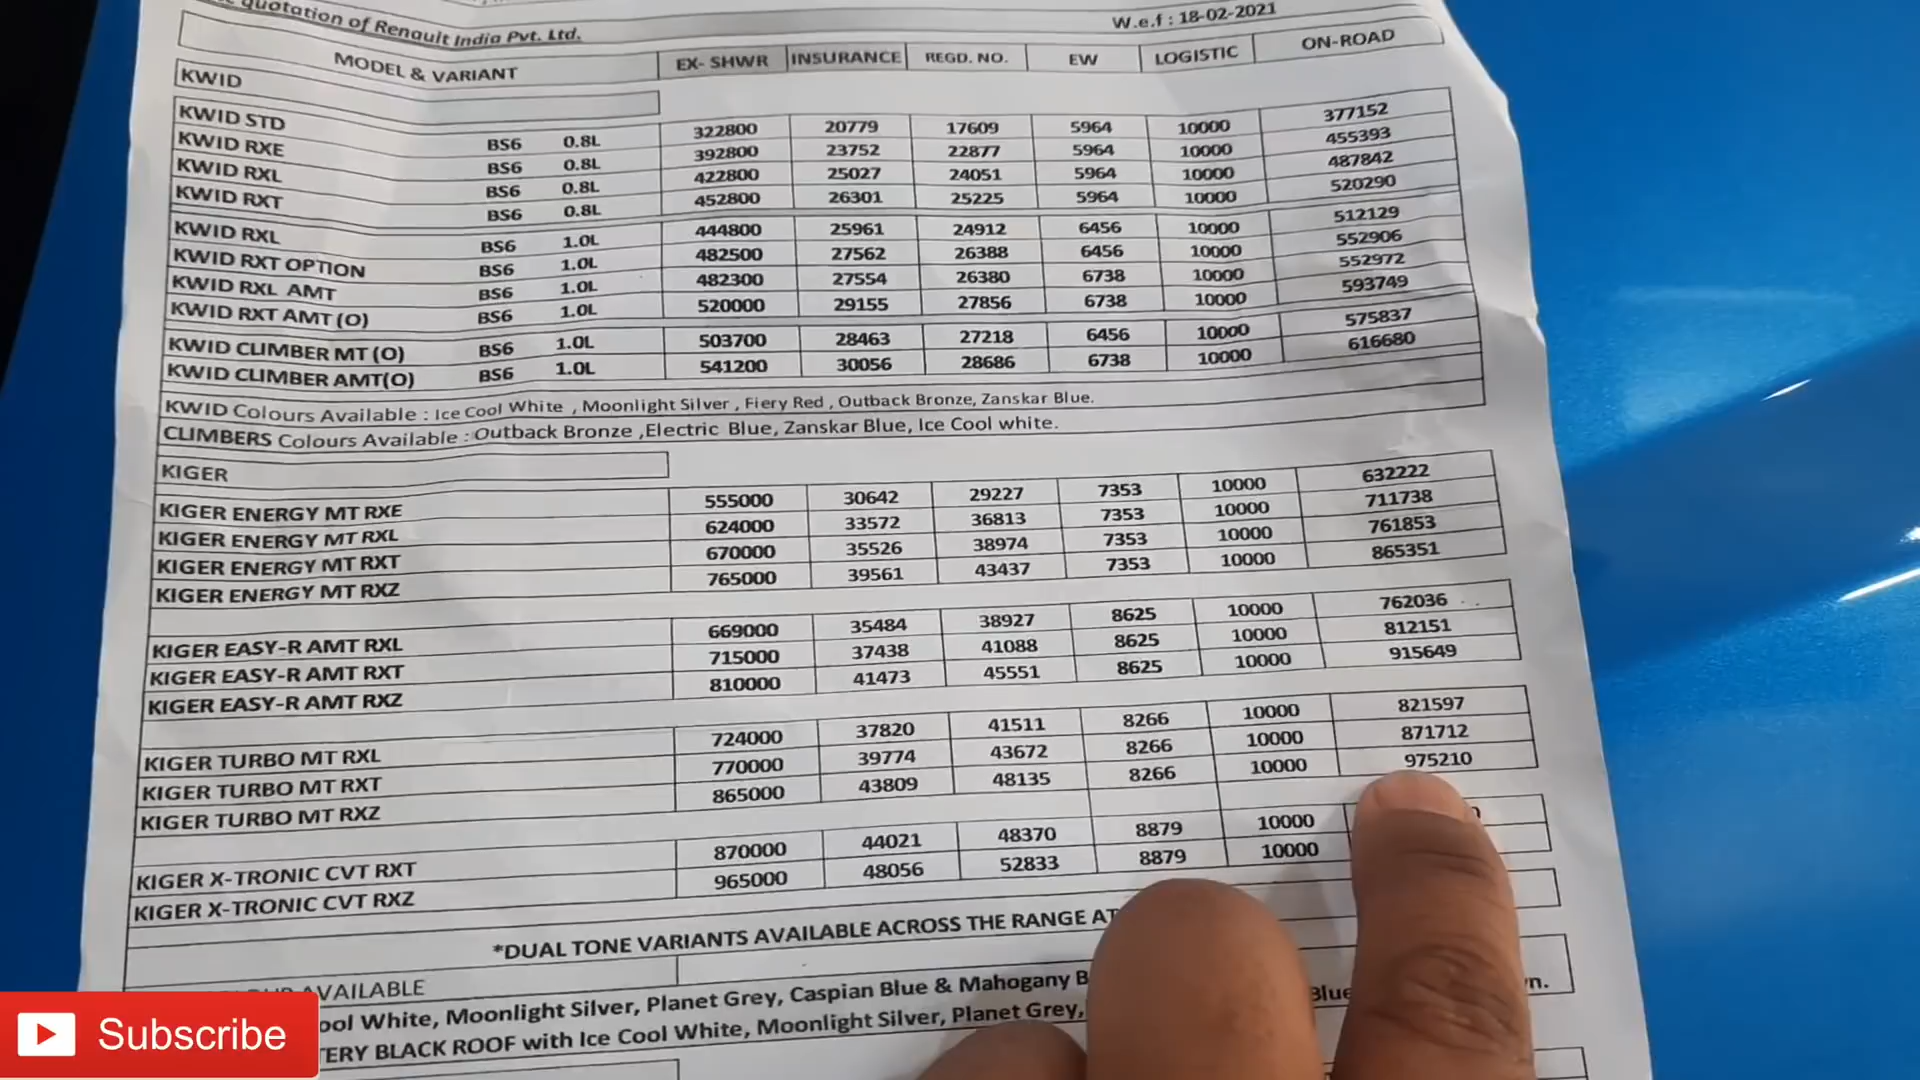 quotation of Renault India Pvt. Ltd. W.e.f : 18-02-2021
MODEL & VARIANT EX- SHWR INSURANCE REGD. NO. EW LOGISTIC ON-ROAD
KWID
KWID STD BS6 0.8L 322800 20779 17609 5964 10000 377152
KWID RXE BS6 0.8L 392800 23752 22877 5964 10000 455393
KWID RXL BS6 0.8L 422800 25027 24051 5964 10000 487842
KWID RXT BS6 0.8L 452800 26301 25225 5964 10000 520290
KWID RXL BS6 1.0L 444800 25961 24912 6456 10000 512129
KWID RXT OPTION BS6 1.0L 482500 27562 26388 6456 10000 552906
KWID RXL AMT BS6 1.0L 482300 27554 26380 6738 10000 552972
KWID RXT AMT (O) BS6 1.0L 520000 29155 27856 6738 10000 593749
KWID CLIMBER MT (O) BS6 1.0L 503700 28463 27218 6456 10000 575837
KWID CLIMBER AMT(O) BS6 1.0L 541200 30056 28686 6738 10000 616680
KWID Colours Available : Ice Cool White , Moonlight Silver , Fiery Red , Outback Bronze, Zanskar Blue.
CLIMBERS Colours Available : Outback Bronze ,Electric Blue, Zanskar Blue, Ice Cool white.
KIGER
KIGER ENERGY MT RXE 555000 30642 29227 7353 10000 632222
KIGER ENERGY MT RXL 624000 33572 36813 7353 10000 711738
KIGER ENERGY MT RXT 670000 35526 38974 7353 10000 761853
KIGER ENERGY MT RXZ 765000 39561 43437 7353 10000 865351
KIGER EASY-R AMT RXL 669000 35484 38927 8625 10000 762036
KIGER EASY-R AMT RXT 715000 37438 41088 8625 10000 812151
KIGER EASY-R AMT RXZ 810000 41473 45551 8625 10000 915649
KIGER TURBO MT RXL 724000 37820 41511 8266 10000 821597
KIGER TURBO MT RXT 770000 39774 43672 8266 10000 871712
KIGER TURBO MT RXZ 865000 43809 48135 8266 10000 975210
KIGER X-TRONIC CVT RXT 870000 44021 48370 8879 10000
KIGER X-TRONIC CVT RXZ 965000 48056 52833 8879 10000
*DUAL TONE VARIANTS AVAILABLE ACROSS THE RANGE AT
AVAILABLE
ool White, Moonlight Silver, Planet Grey, Caspian Blue & Mahogany B
TERY BLACK ROOF with Ice Cool White, Moonlight Silver, Planet Grey, Blue n.
Subscribe